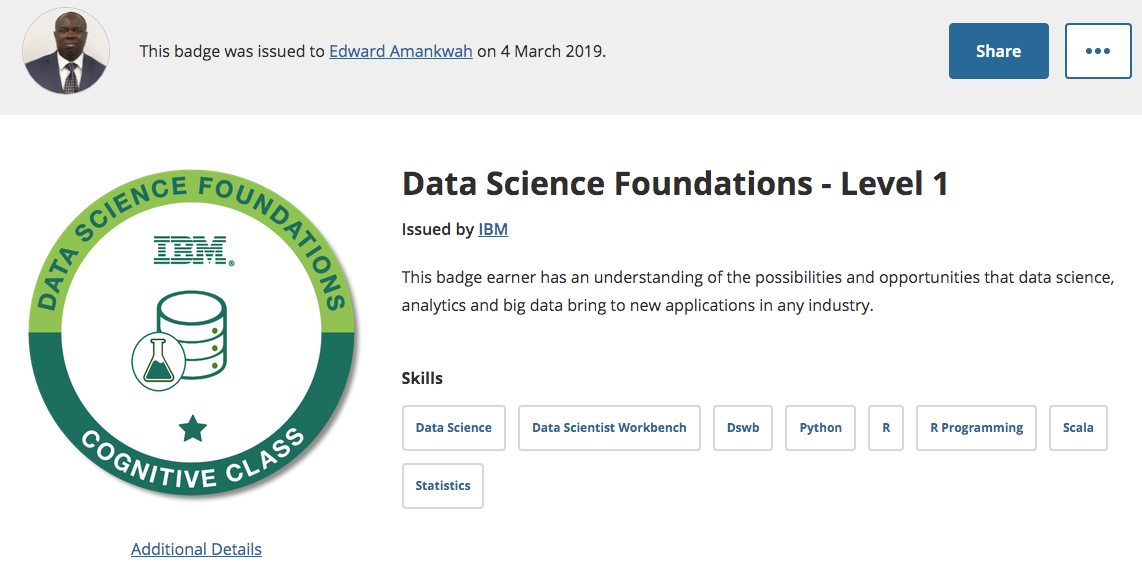 This badge was issued to Edward Amankwah on 4 March 2019.
Share
•••
DATA SCIENCE FOUNDATIONS
IBM®
COGNITIVE CLASS
Additional Details
Data Science Foundations - Level 1
Issued by IBM
This badge earner has an understanding of the possibilities and opportunities that data science,
analytics and big data bring to new applications in any industry.
Skills
Data Science
Data Scientist Workbench
Dswb
Python
R
R Programming
Scala
Statistics